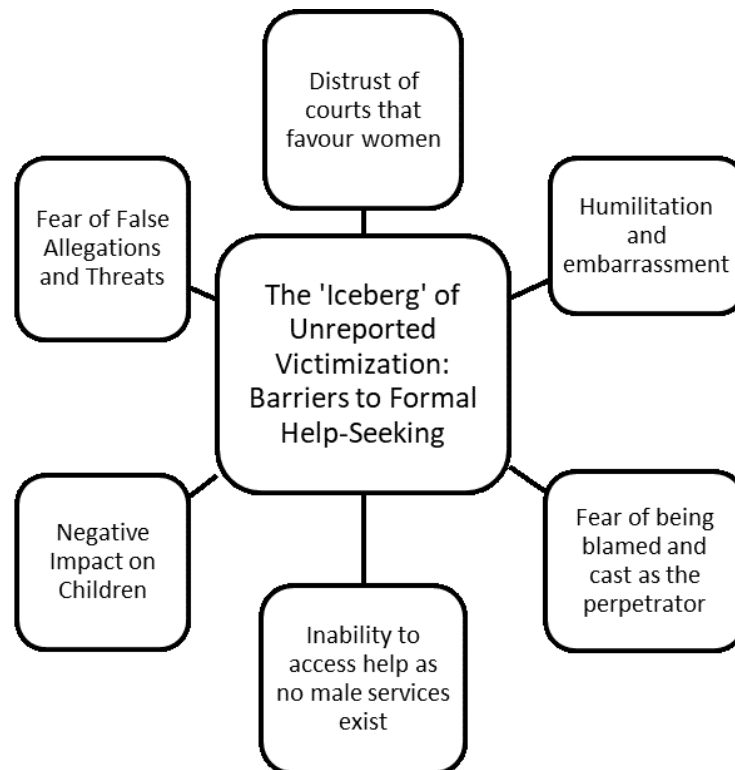 Distrust of
courts that
favour women
Fear of False
Allegations
and Threats
Humilitation
and
embarrassment
The 'Iceberg' of
Unreported
Victimization:
Barriers to Formal
Help-Seeking
Negative
Impact on
Children
Fear of being
blamed and
cast as the
perpetrator
Inability to
access help as
no male services
exist